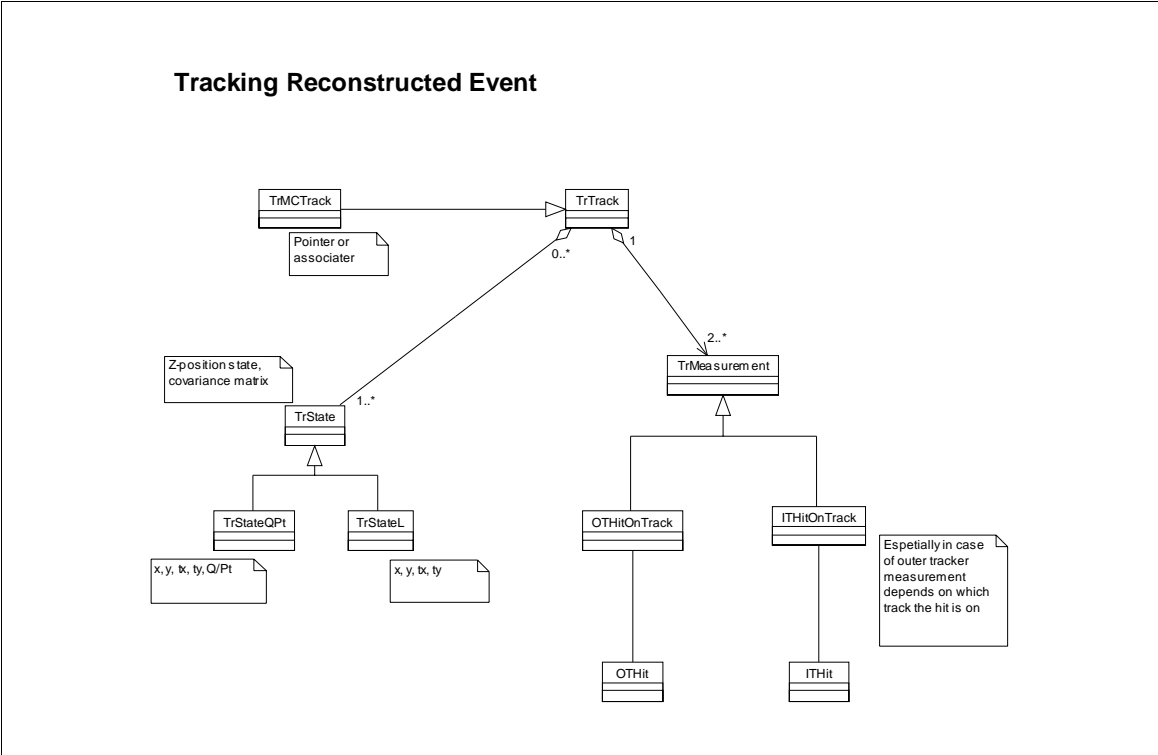 Tracking Reconstructed Event
TrMCTrack
TrTrack
Pointer or
associater
0..*
1
2..*
TrMeasurement
Z-position state,
covariance matrix
1..*
TrState
TrStateQPt
TrStateL
OTHitOnTrack
ITHitOnTrack
x, y, tx, ty, Q/Pt
x, y, tx, ty
Espetially in case
of outer tracker
measurement
depends on which
track the hit is on
OTHit
ITHit